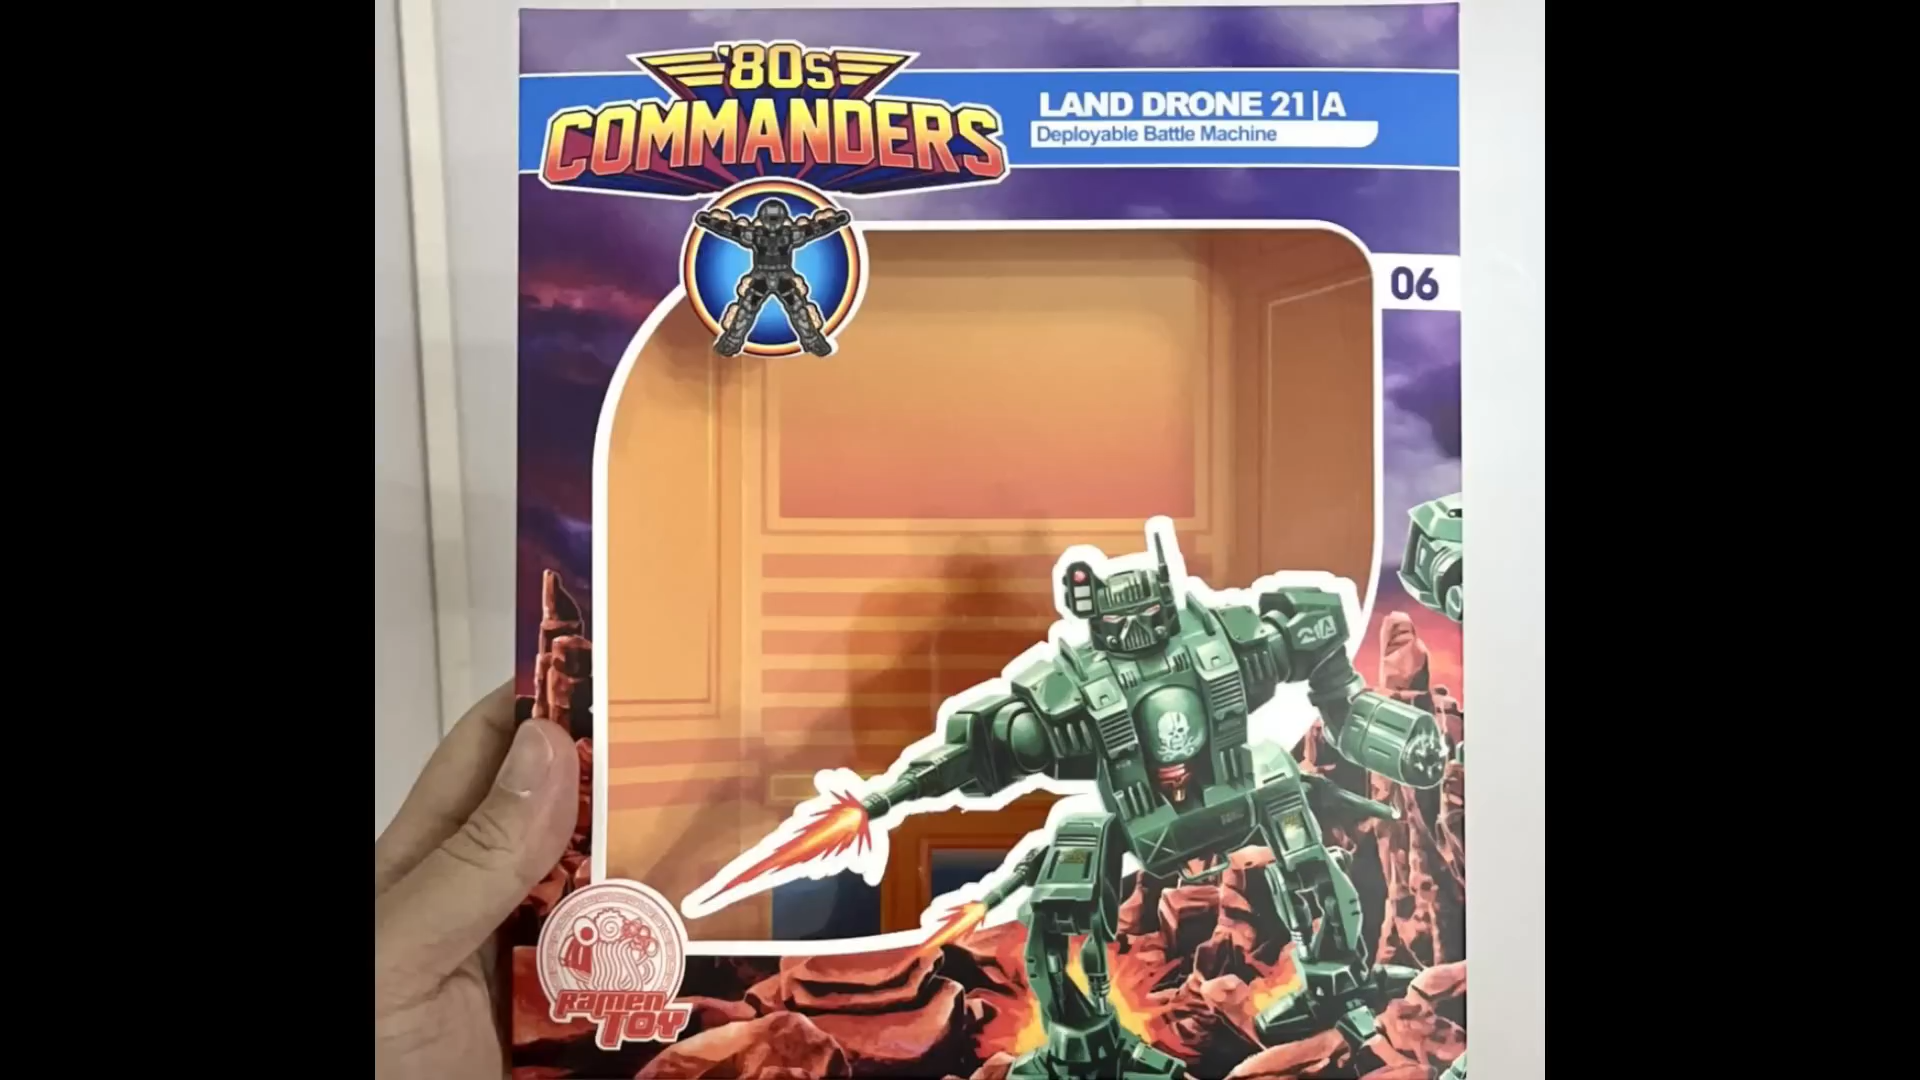 '80s
COMMANDERS
LAND DRONE 21|A
Deployable Battle Machine
06
21A
RAMEN
TOY